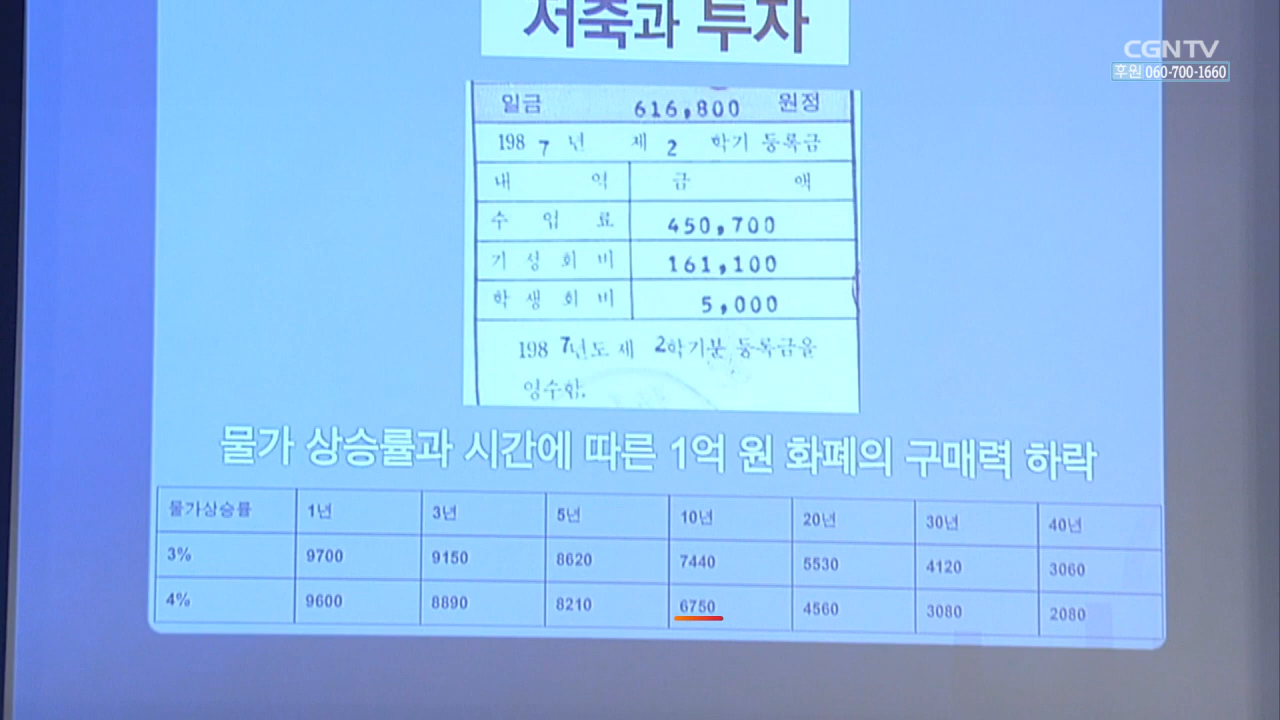 저축과 투자
CGNTV
후원 060-700-1660
일금 616,800 원정
198 7 년 제 2 학기 등록금
내 역 금 액
수 업 료 450,700
기 성 회 비 161,100
학 생 회 비 5,000
198 7년도 제 2학기분 등록금을
영수함.
물가 상승률과 시간에 따른 1억 원 화폐의 구매력 하락
물가상승률 1년 3년 5년 10년 20년 30년 40년
3% 9700 9150 8620 7440 5530 4120 3060
4% 9600 8890 8210 6750 4560 3080 2080